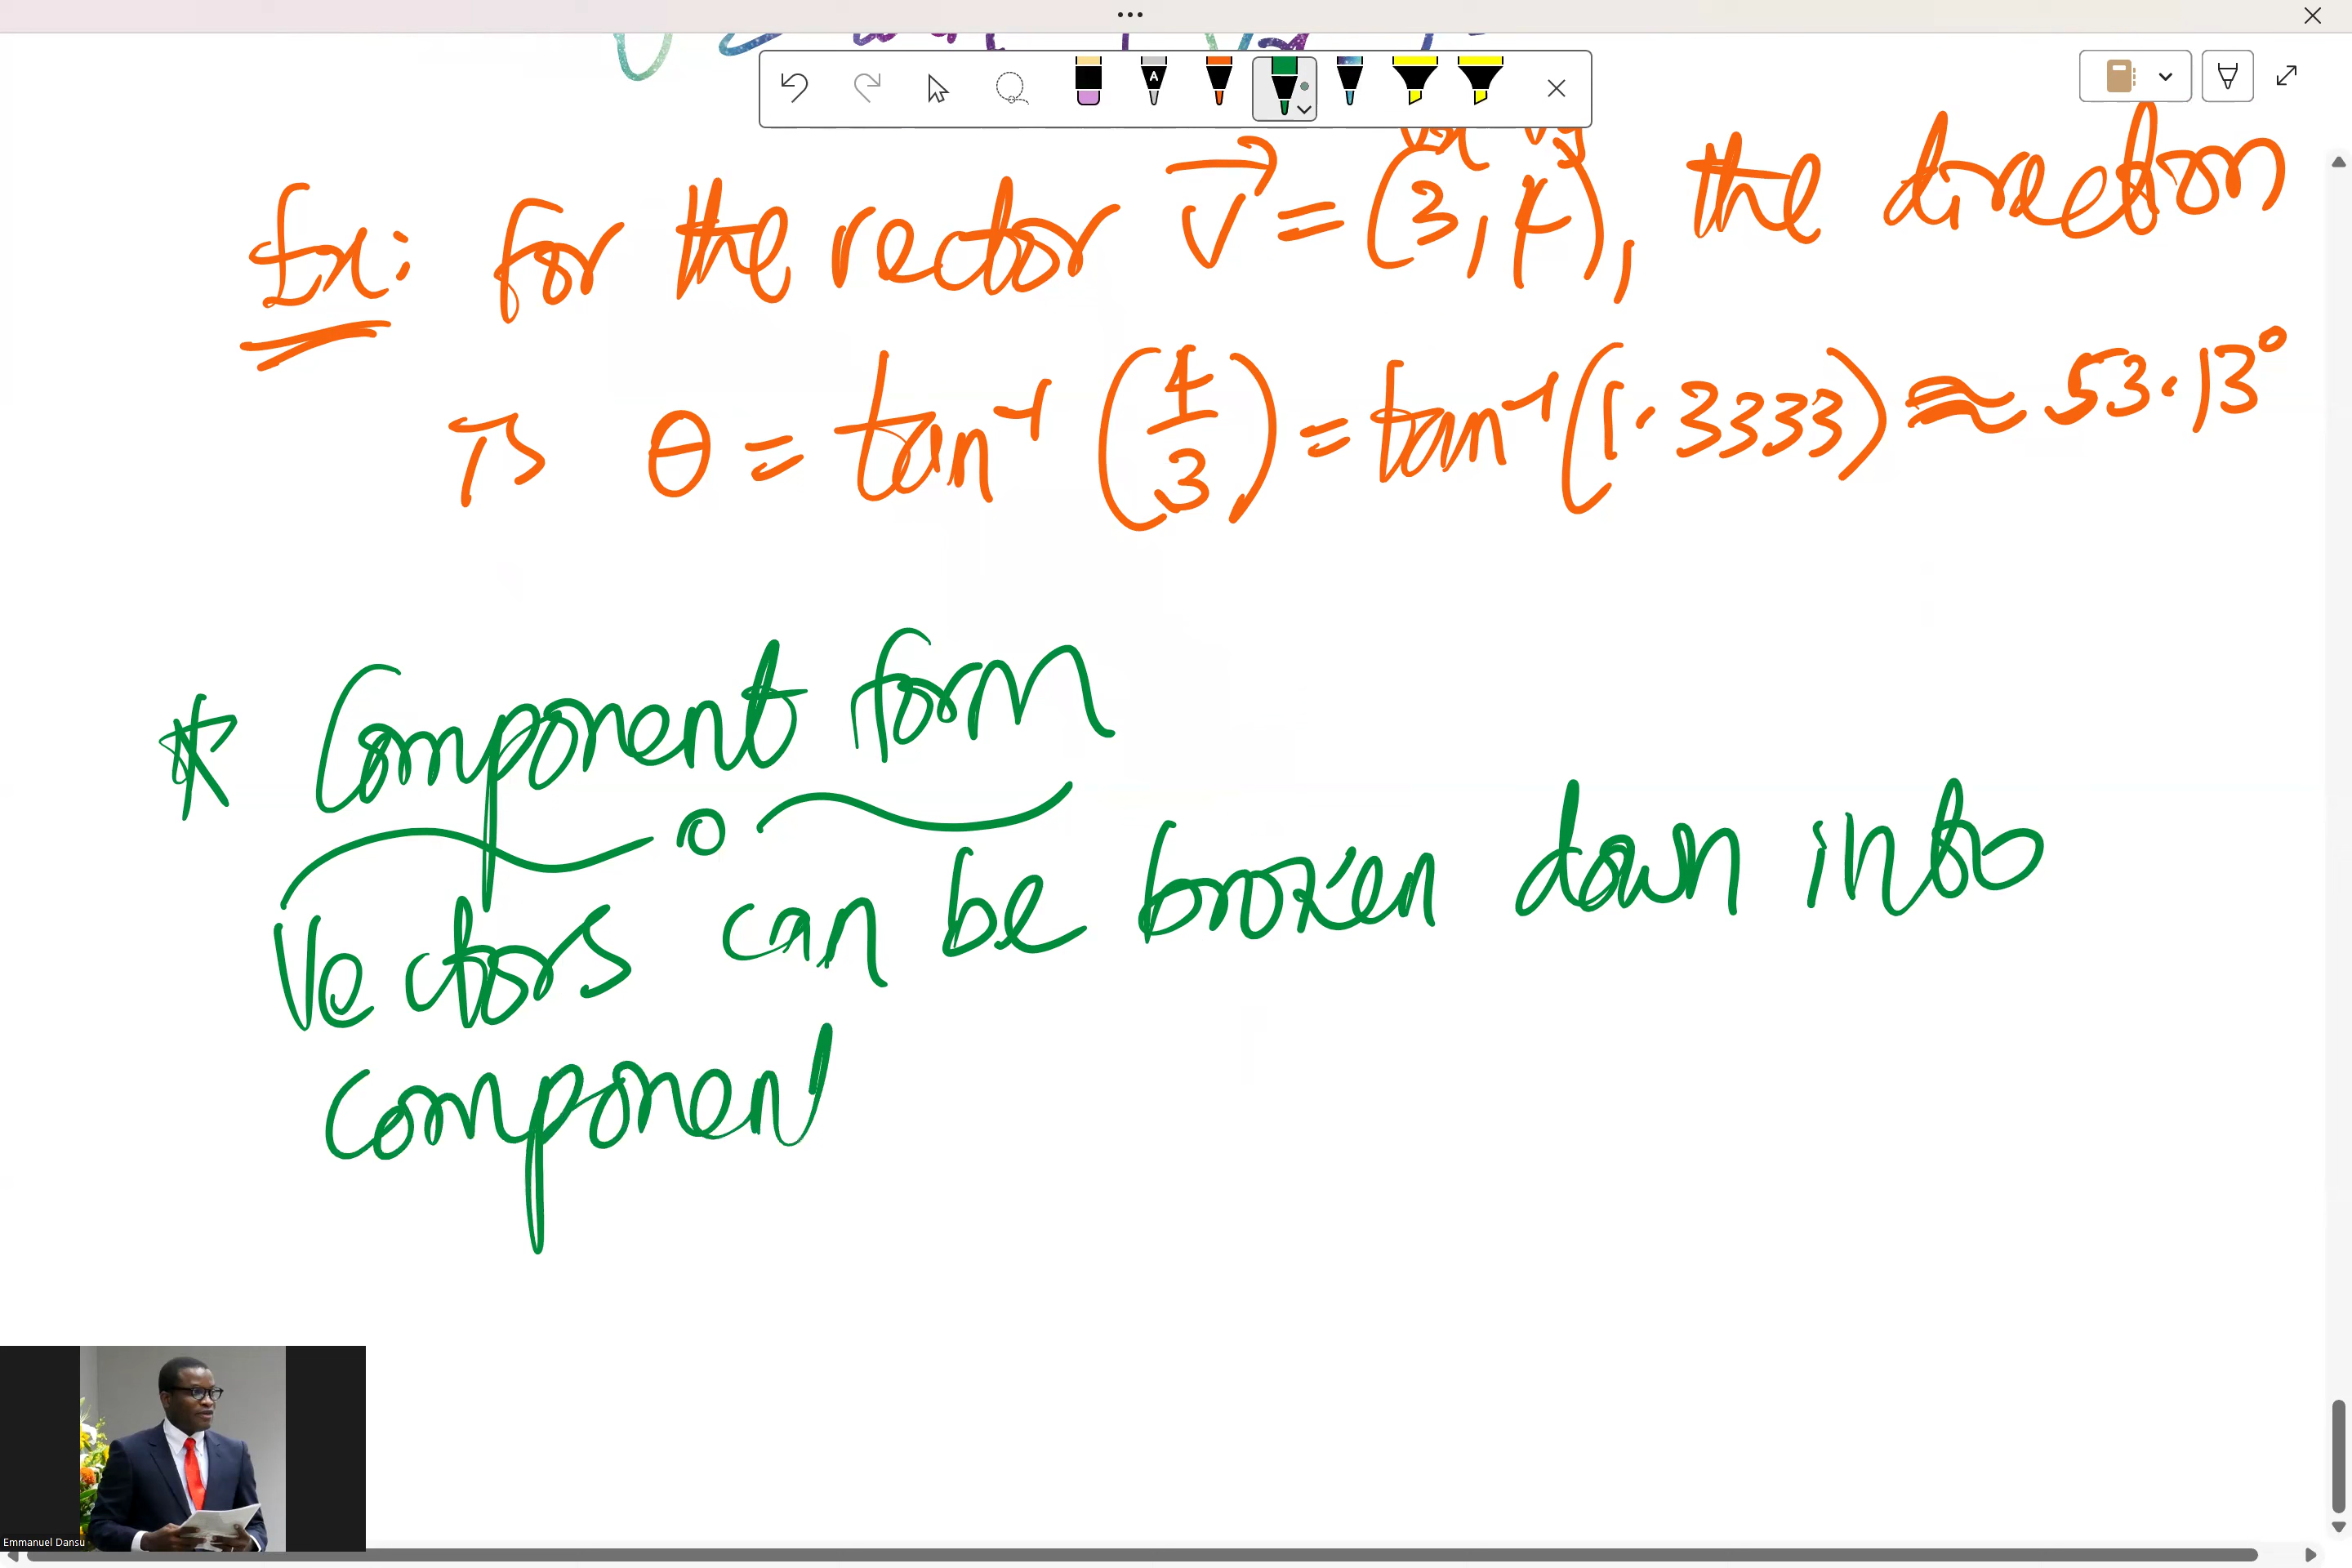 A
Ex: for the vector v⃗ = (3, 4), the direction
is θ = tan⁻¹ (4/3) = tan⁻¹(1.3333) ≈ 53.13°
* Component form
Vectors can be broken down into
component
Emmanuel Dansu